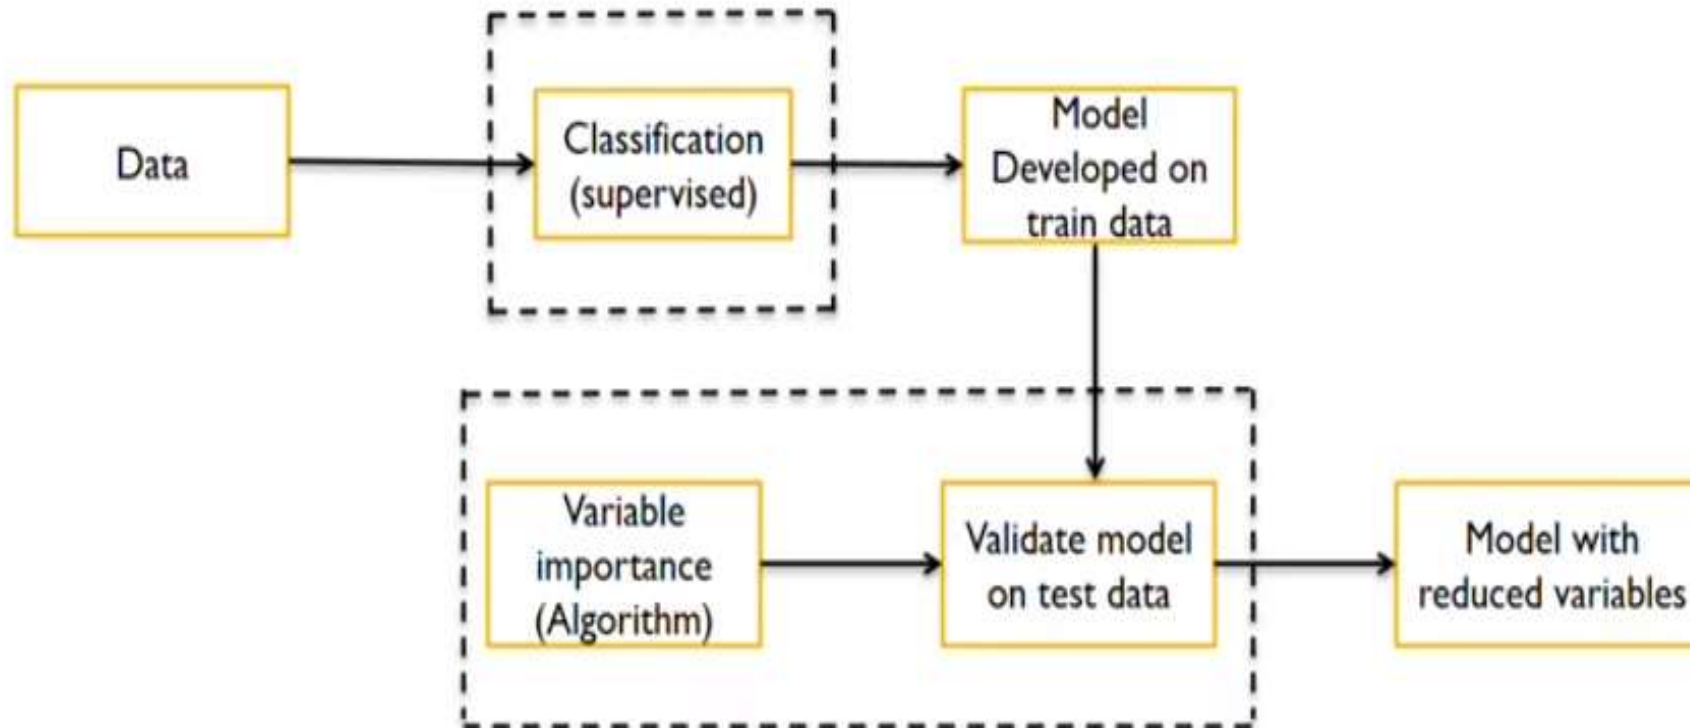 Data
Classification
(supervised)
Model
Developed on
train data
Variable
importance
(Algorithm)
Validate model
on test data
Model with
reduced variables